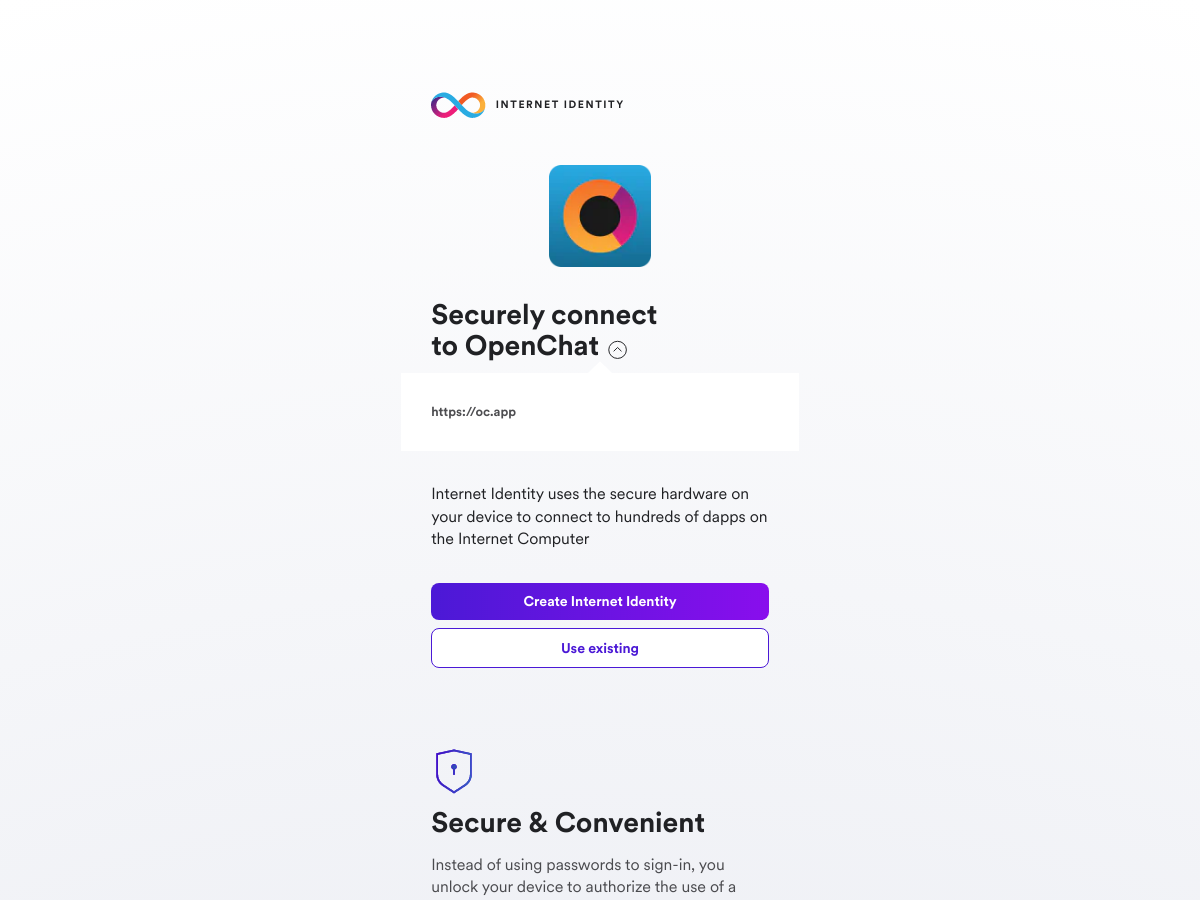 INTERNET IDENTITY
Securely connect
to OpenChat
https://oc.app
Internet Identity uses the secure hardware on
your device to connect to hundreds of dapps on
the Internet Computer
Create Internet Identity
Use existing
Secure & Convenient
Instead of using passwords to sign-in, you
unlock your device to authorize the use of a